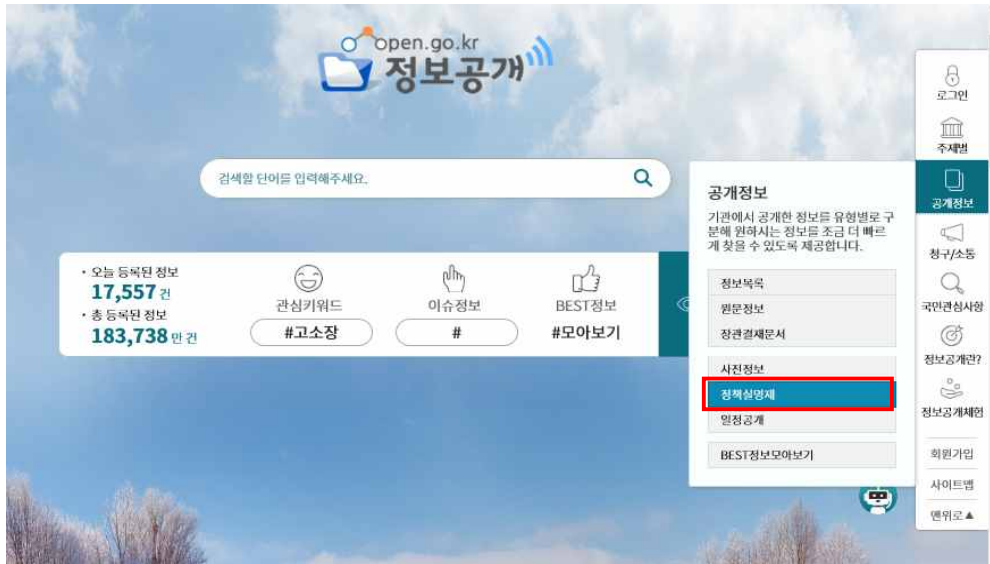 open.go.kr
정보공개
검색할 단어를 입력해주세요.
· 오늘 등록된 정보
17,557 건
· 총 등록된 정보
183,738 만 건
관심키워드
#고소장
이슈정보
#
BEST정보
#모아보기
공개정보
기관에서 공개한 정보를 유형별로 구
분해 원하시는 정보를 조금 더 빠르
게 찾을 수 있도록 제공합니다.
정보목록
원문정보
장관결재문서
사전정보
정책실명제
일정공개
BEST정보모아보기
로그인
주제별
공개정보
청구/소통
국민관심사항
정보공개란?
정보공개체험
회원가입
사이트맵
맨위로▲